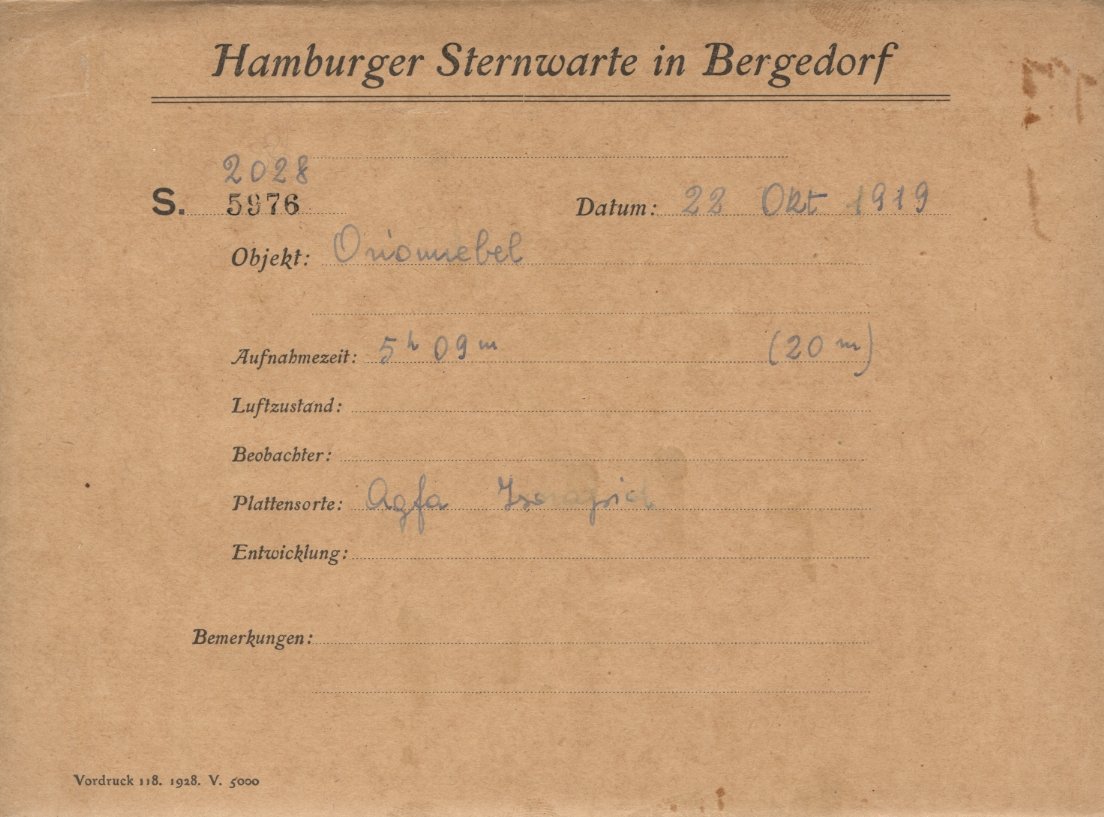 Hamburger Sternwarte in Bergedorf
2028
S. 5976 Datum: 22 Okt 1919
Objekt: Orionnebel
Aufnahmezeit: 5h 09m (20m)
Luftzustand:
Beobachter:
Plattensorte: Agfa
Entwicklung:
Bemerkungen:
Vordruck 118. 1928. V. 5000